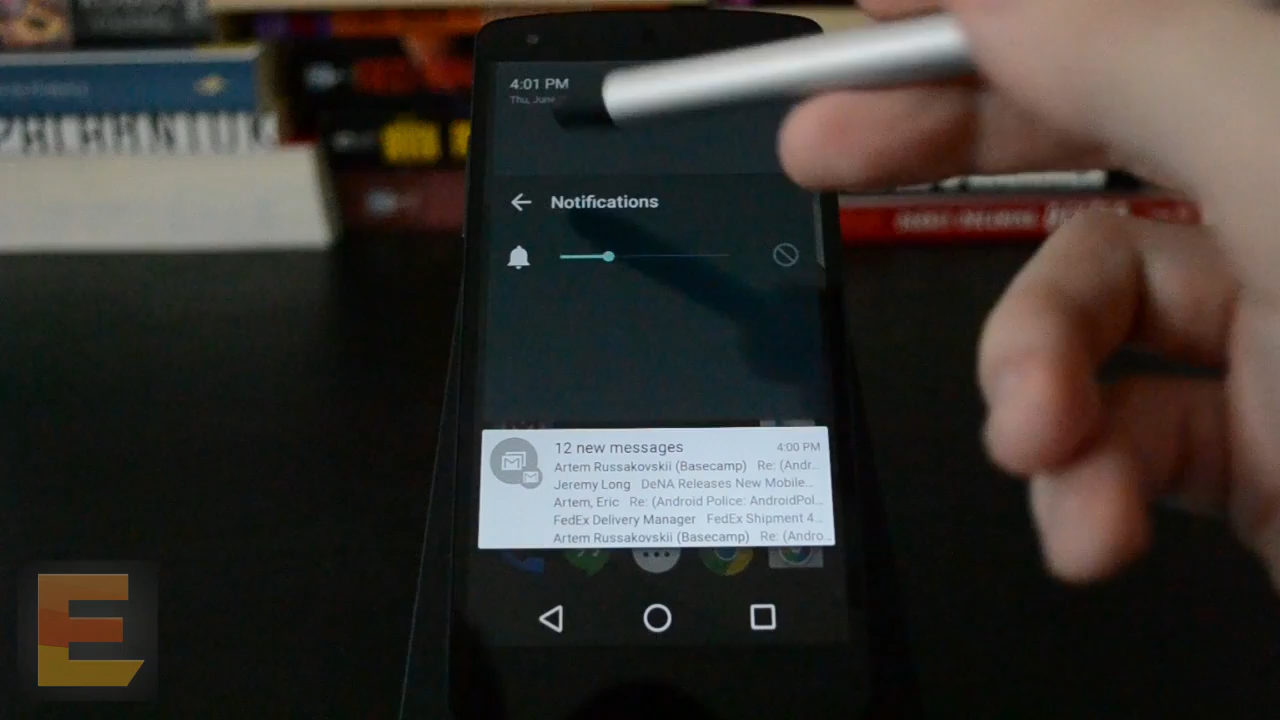 4:01 PM
Thu, June
Notifications
12 new messages 4:00 PM
Artem Russakovskii (Basecamp) Re: (Andr...
Jeremy Long DeNA Releases New Mobile...
Artem, Eric Re: (Android Police: AndroidPol...
FedEx Delivery Manager FedEx Shipment 4...
Artem Russakovskii (Basecamp) Re: (Andro...
E